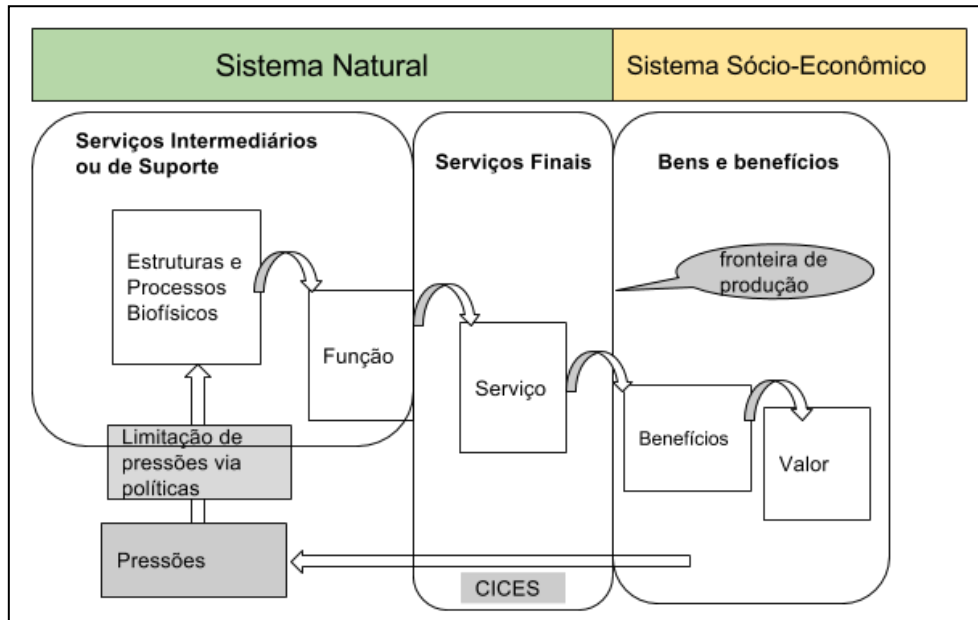 Sistema Natural
Sistema Sócio-Econômico
Serviços Intermediários
ou de Suporte
Serviços Finais
Bens e benefícios
Estruturas e
Processos
Biofísicos
fronteira de
produção
Função
Serviço
Benefícios
Valor
Limitação de
pressões via
políticas
Pressões
CICES